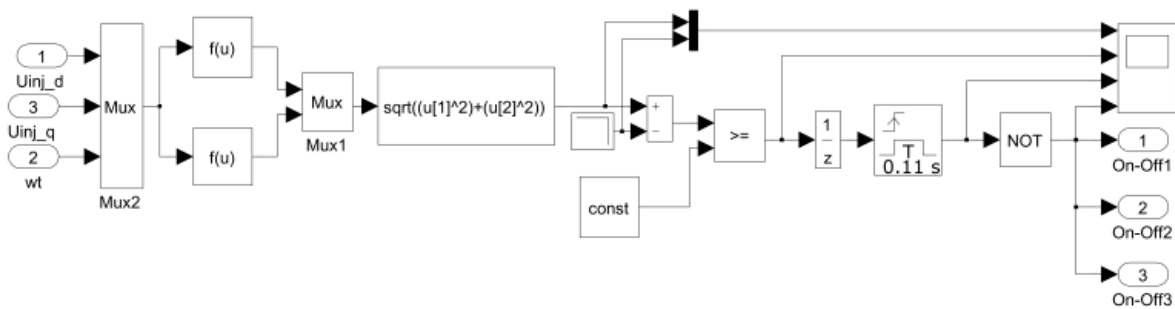 1
Uinj_d
3
Uinj_q
2
wt
Mux
Mux2
f(u)
f(u)
Mux
Mux1
sqrt((u[1]^2)+(u[2]^2))
+
−
const
>=
1
z
T
0.11 s
NOT
1
On-Off1
2
On-Off2
3
On-Off3